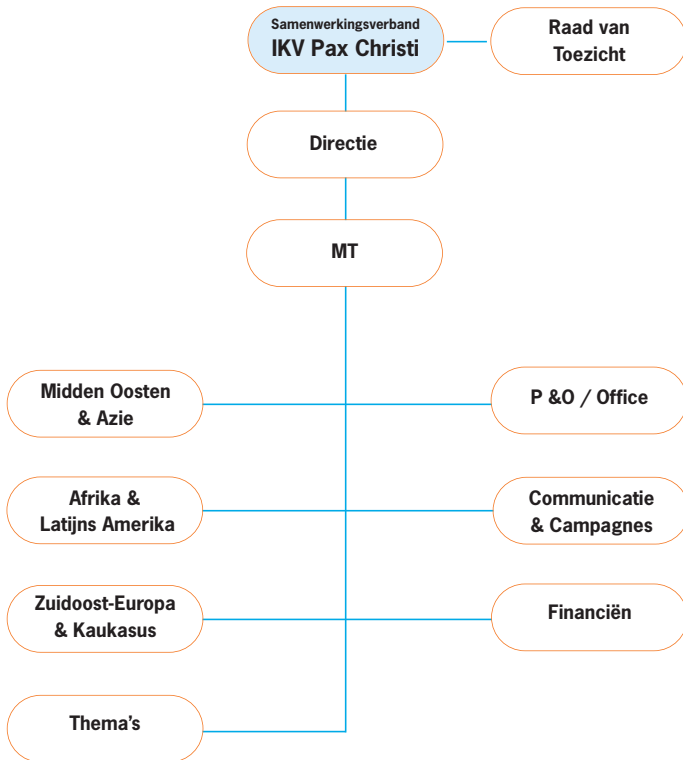 Samenwerkingsverband
IKV Pax Christi
Raad van
Toezicht
Directie
MT
Midden Oosten
& Azie
P &O / Office
Afrika &
Latijns Amerika
Communicatie
& Campagnes
Zuidoost-Europa
& Kaukasus
Financiën
Thema's